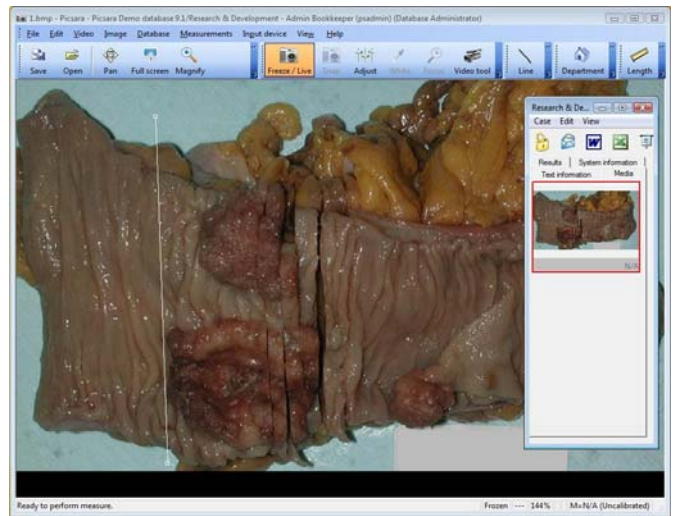 1.bmp - Picsara - Picsara Demo database 9.1/Research & Development - Admin Bookkeeper (psadmin) (Database Administrator)
File Edit Video Image Database Measurements Input device View Help
Save Open Pan Full screen Magnify Freeze / Live Snap Adjust White Focus Video tool Line Department Length
Research & De...
Case Edit View
Results System information
Text information Media
N/A
Ready to perform measure. Frozen --- 144% M=N/A (Uncalibrated)